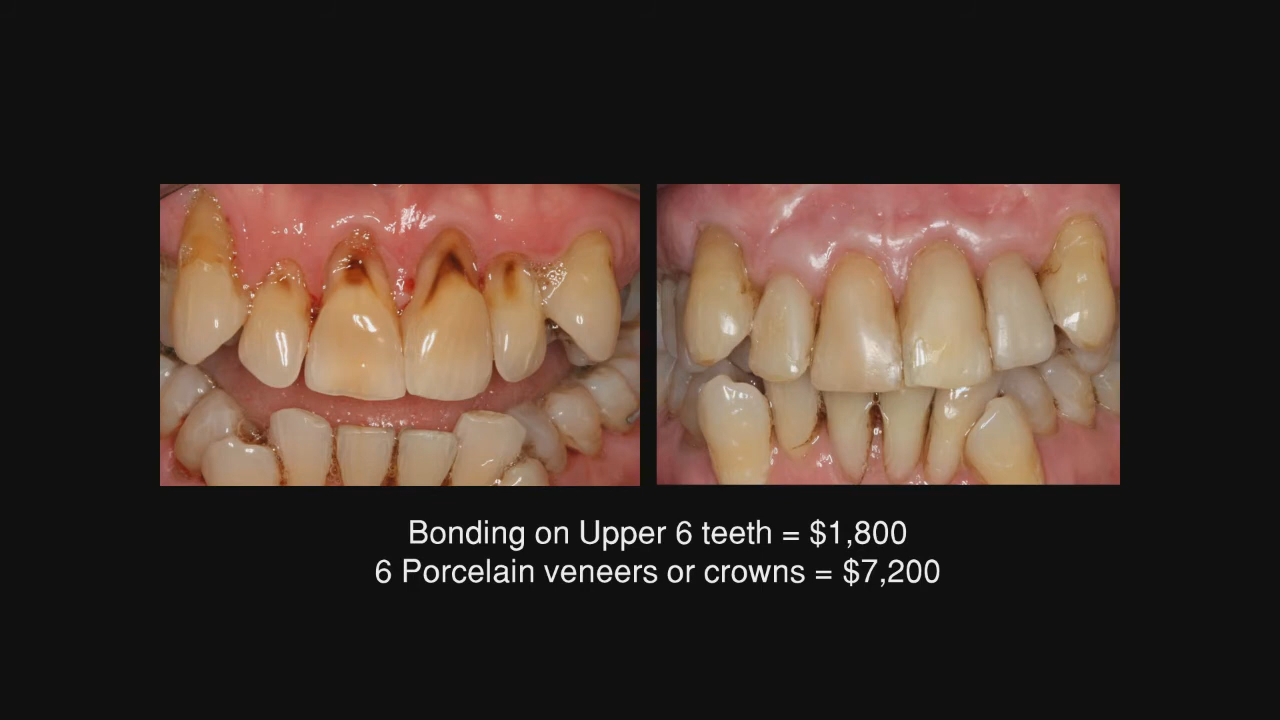 Bonding on Upper 6 teeth = $1,800
6 Porcelain veneers or crowns = $7,200